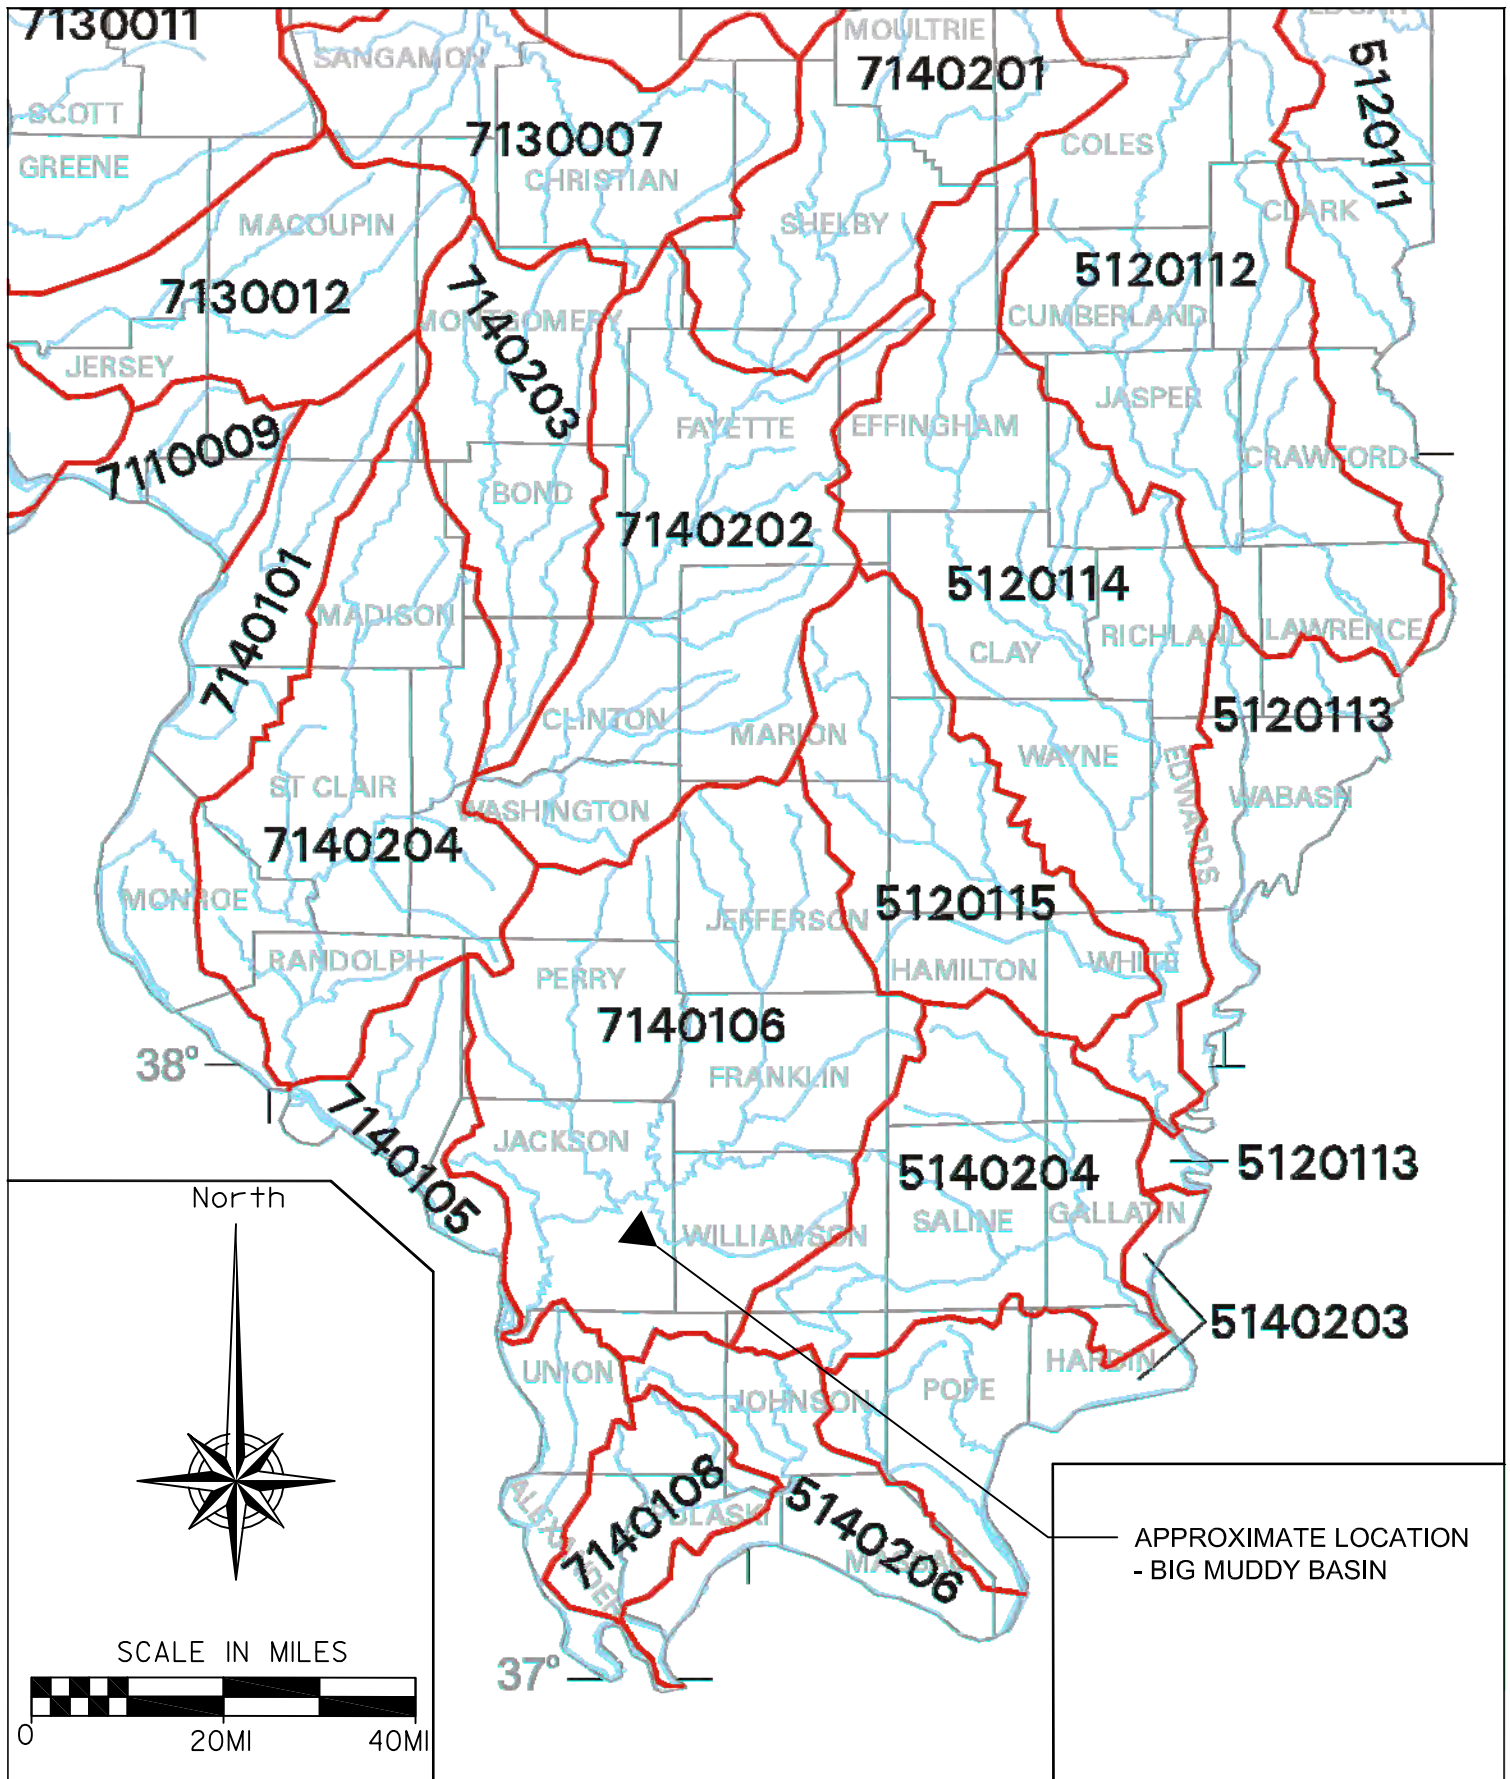 7130011
SANGAMON
MOULTRIE
EDGAR
7140201
5120111
SCOTT
7130007
COLES
GREENE
CHRISTIAN
MACOUPIN
SHELBY
CLARK
7130012
7140203
5120112
MONTGOMERY
CUMBERLAND
JERSEY
JASPER
7110009
FAYETTE
EFFINGHAM
CRAWFORD
BOND
7140202
7140101
5120114
MADISON
CLAY
RICHLAND
LAWRENCE
5120113
CLINTON
MARION
WAYNE
EDWARDS
ST CLAIR
WASHINGTON
WABASH
7140204
MONROE
5120115
JEFFERSON
RANDOLPH
PERRY
HAMILTON
WHITE
7140106
38°
FRANKLIN
7140105
JACKSON
5140204
5120113
North
WILLIAMSON
SALINE
GALLATIN
5140203
UNION
HARDIN
JOHNSON
POPE
ALEXANDER
7140108
PULASKI
5140206
MASSAC
APPROXIMATE LOCATION
- BIG MUDDY BASIN
SCALE IN MILES
37°
0
20MI
40MI